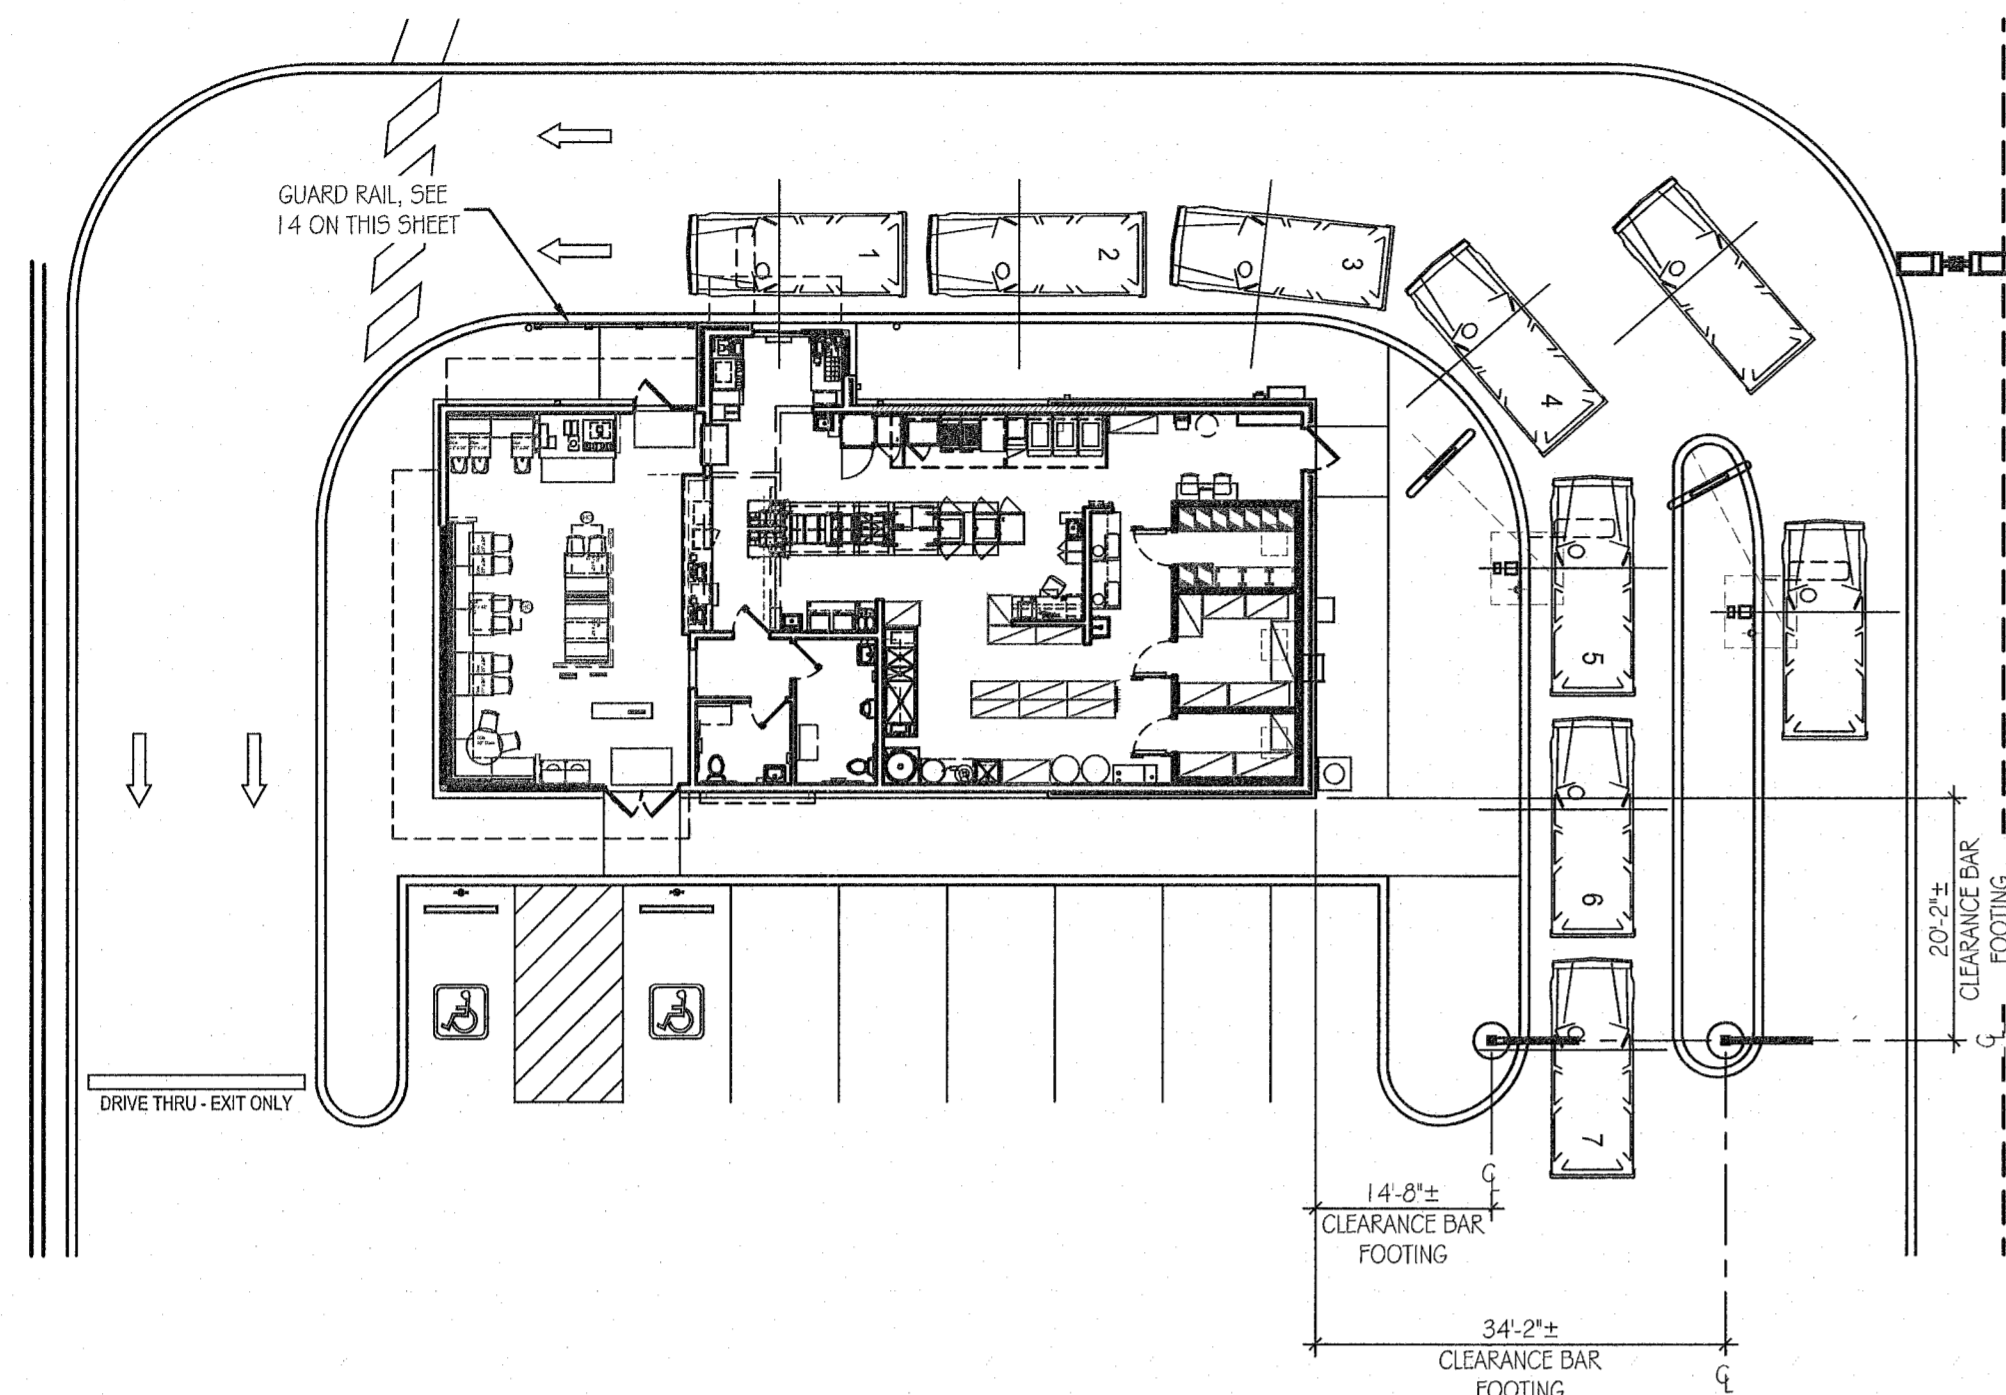 GUARD RAIL, SEE
14 ON THIS SHEET
1
2
3
4
5
6
7
20'-2"±
CLEARANCE BAR
FOOTING
℄
DRIVE THRU - EXIT ONLY
℄
14'-8"±
CLEARANCE BAR
FOOTING
34'-2"±
CLEARANCE BAR
FOOTING
℄